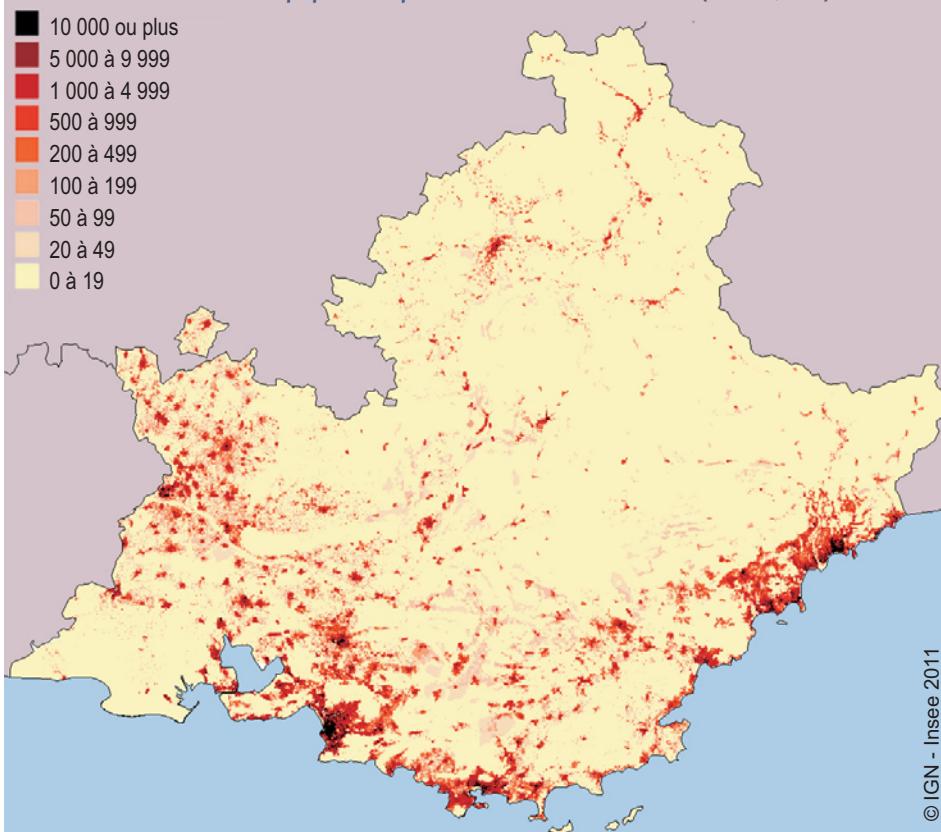 10 000 ou plus
5 000 à 9 999
1 000 à 4 999
500 à 999
200 à 499
100 à 199
50 à 99
20 à 49
0 à 19
© IGN - Insee 2011